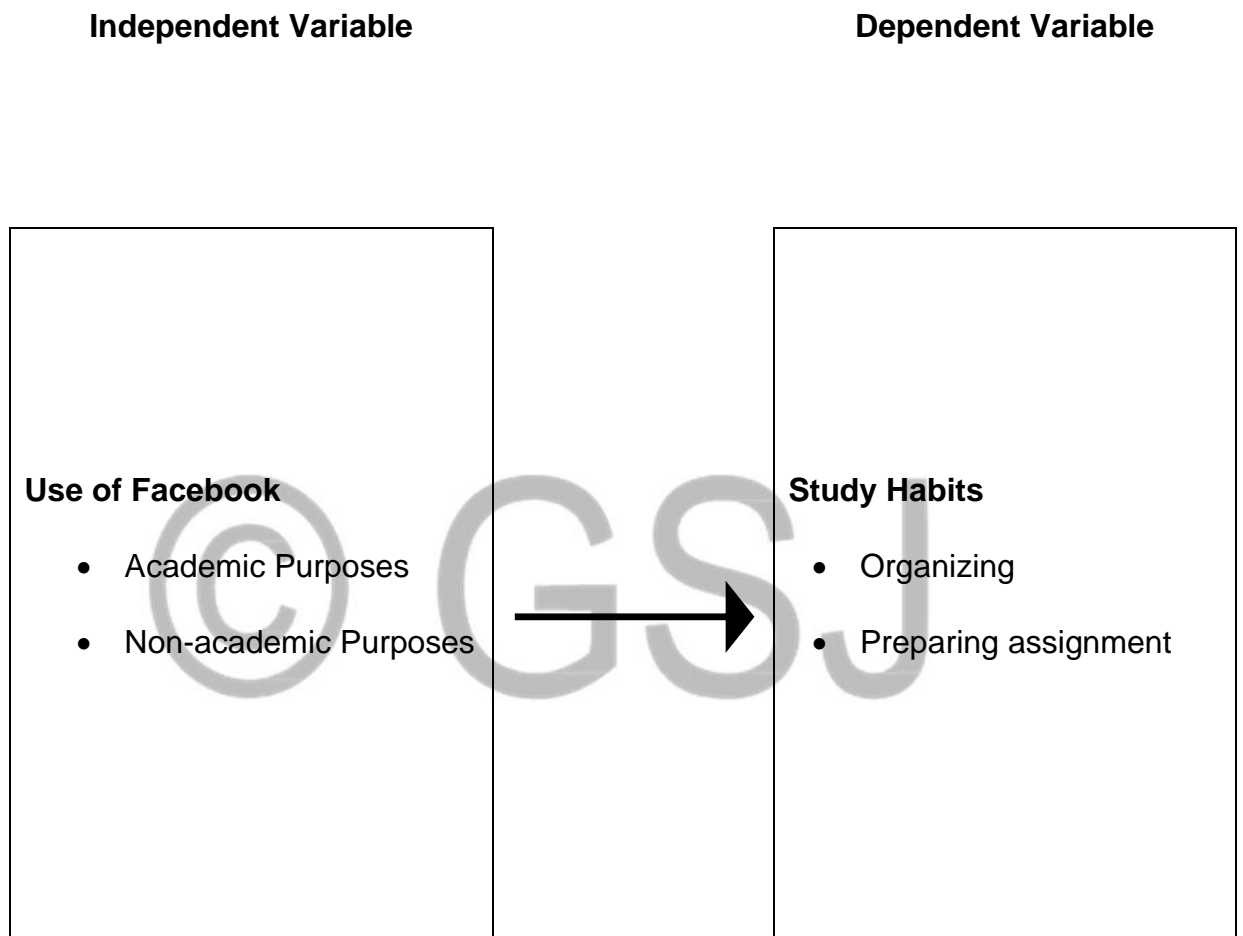 Independent Variable
Dependent Variable
Use of Facebook
• Academic Purposes
• Non-academic Purposes
Study Habits
• Organizing
• Preparing assignment
© GSJ